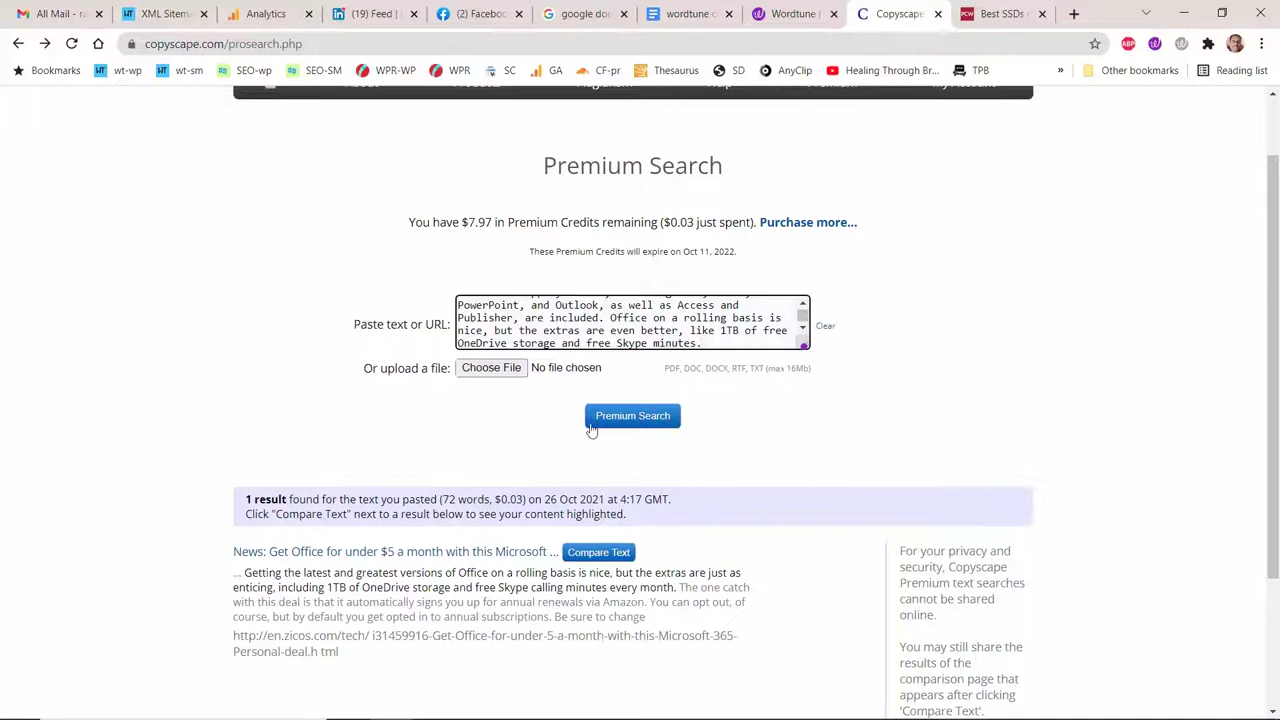 All Mail - ra
XML Sitema
Analytics
(19) Feed |
(2) Faceboo
google doc
wordtune o
Wordtune |
Copyscape
Best SSDs
copyscape.com/prosearch.php
Bookmarks
wt-wp
wt-sm
SEO-wp
SEO-SM
WPR-WP
WPR
SC
GA
CF-pr
Thesaurus
SD
AnyClip
Healing Through Br...
TPB
»
Other bookmarks
Reading list
Premium Search
You have $7.97 in Premium Credits remaining ($0.03 just spent). Purchase more...
These Premium Credits will expire on Oct 11, 2022.
Paste text or URL:
PowerPoint, and Outlook, as well as Access and
Publisher, are included. Office on a rolling basis is
nice, but the extras are even better, like 1TB of free
OneDrive storage and free Skype minutes.
Clear
Or upload a file:
Choose File No file chosen
PDF, DOC, DOCX, RTF, TXT (max 16Mb)
Premium Search
1 result found for the text you pasted (72 words, $0.03) on 26 Oct 2021 at 4:17 GMT.
Click "Compare Text" next to a result below to see your content highlighted.
News: Get Office for under $5 a month with this Microsoft ... Compare Text
... Getting the latest and greatest versions of Office on a rolling basis is nice, but the extras are just as
enticing, including 1TB of OneDrive storage and free Skype calling minutes every month. The one catch
with this deal is that it automatically signs you up for annual renewals via Amazon. You can opt out, of
course, but by default you get opted in to annual subscriptions. Be sure to change
http://en.zicos.com/tech/ i31459916-Get-Office-for-under-5-a-month-with-this-Microsoft-365-
Personal-deal.h tml
For your privacy and
security, Copyscape
Premium text searches
cannot be shared
online.
You may still share the
results of the
comparison page that
appears after clicking
'Compare Text'.